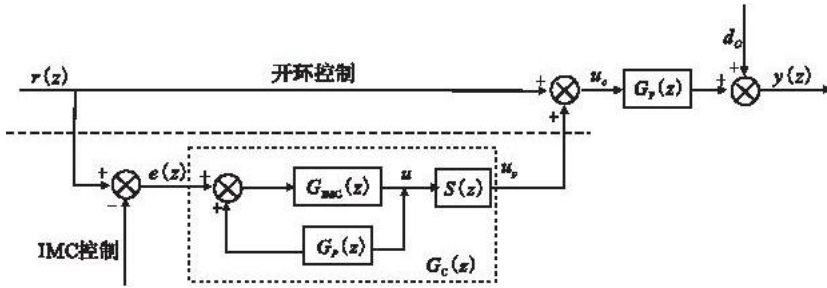 d_o
r(z)
开环控制
+
+
u_c
G_P(z)
+
+
y(z)
+
−
e(z)
+
+
G_IMC(z)
u
S(z)
u_p
IMC控制
G_P(z)
G_C(z)